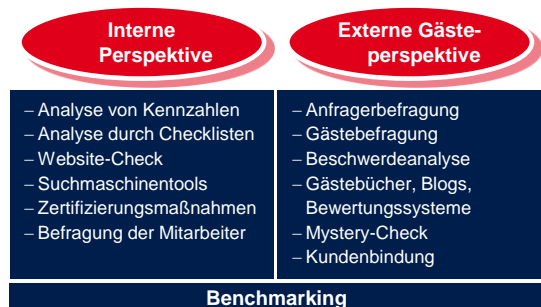 Interne
Perspektive
– Analyse von Kennzahlen
– Analyse durch Checklisten
– Website-Check
– Suchmaschinentools
– Zertifizierungsmaßnahmen
– Befragung der Mitarbeiter
Externe Gäste-
perspektive
– Anfragerbefragung
– Gästebefragung
– Beschwerdeanalyse
– Gästebücher, Blogs,
Bewertungssysteme
– Mystery-Check
– Kundenbindung
Benchmarking